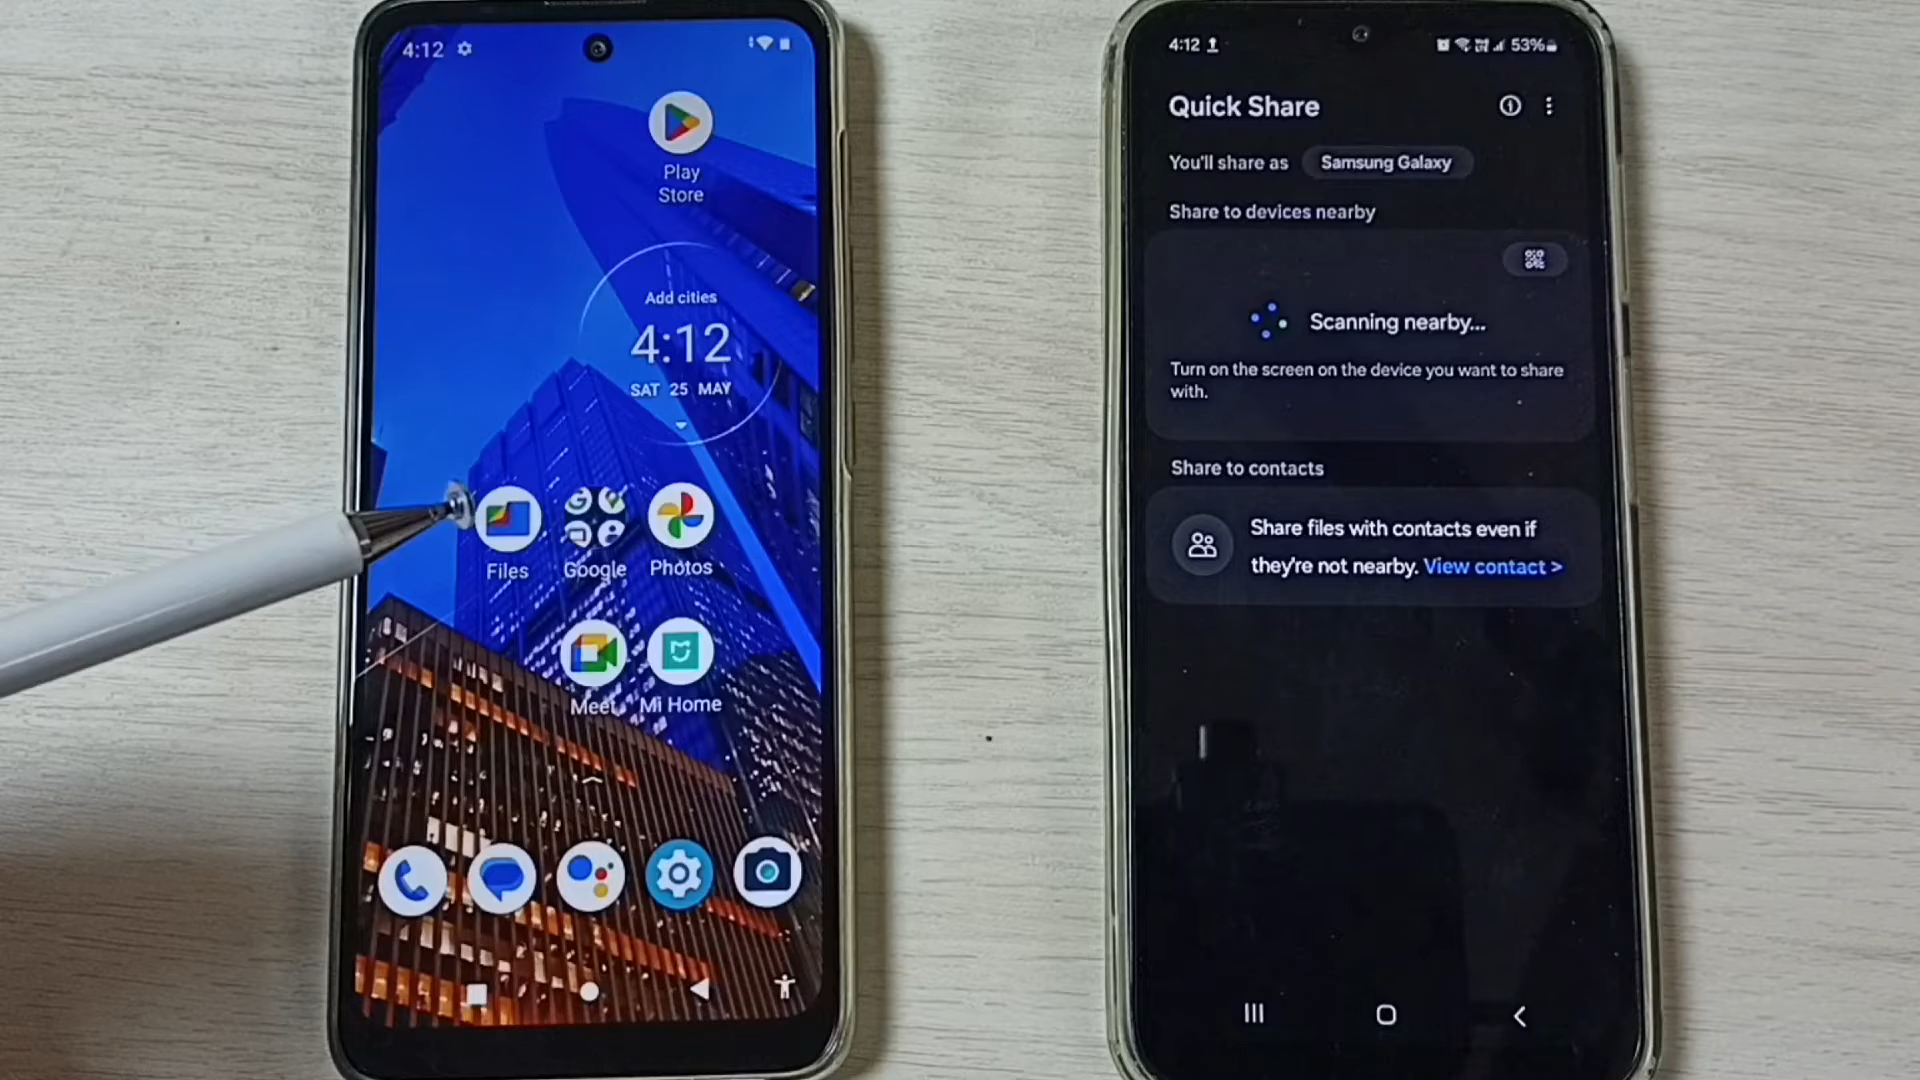 4:12
Play
Store
Add cities
4:12
SAT 25 MAY
Files
Google
Photos
Meet
Mi Home
4:12
53%
Quick Share
You'll share as
Samsung Galaxy
Share to devices nearby
Scanning nearby...
Turn on the screen on the device you want to share
with.
Share to contacts
Share files with contacts even if
they're not nearby. View contact >